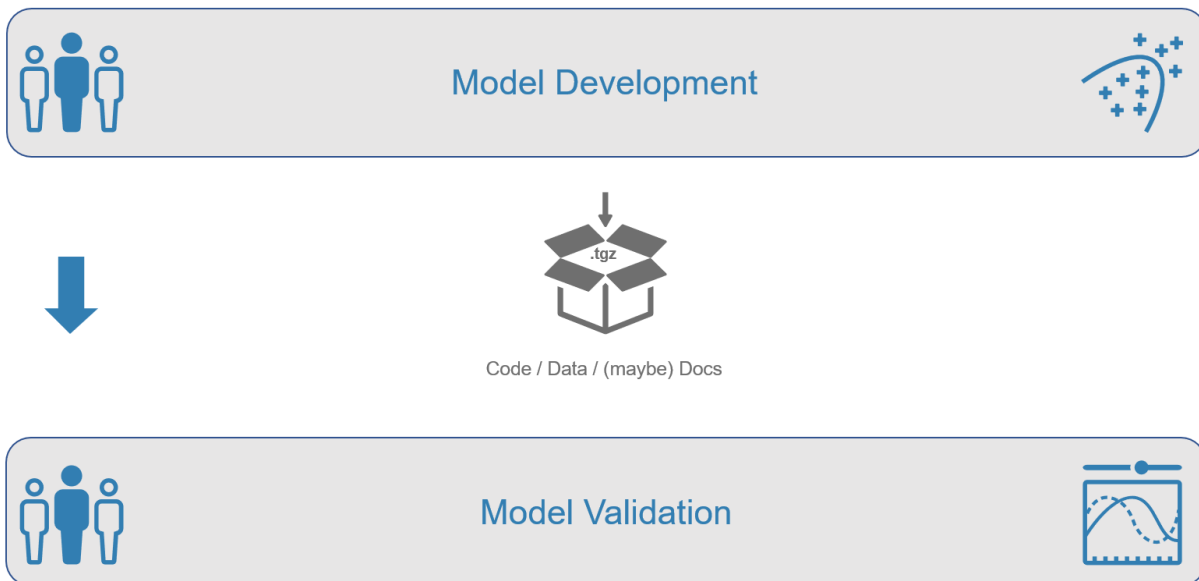 Model Development
.tgz
Code / Data / (maybe) Docs
Model Validation